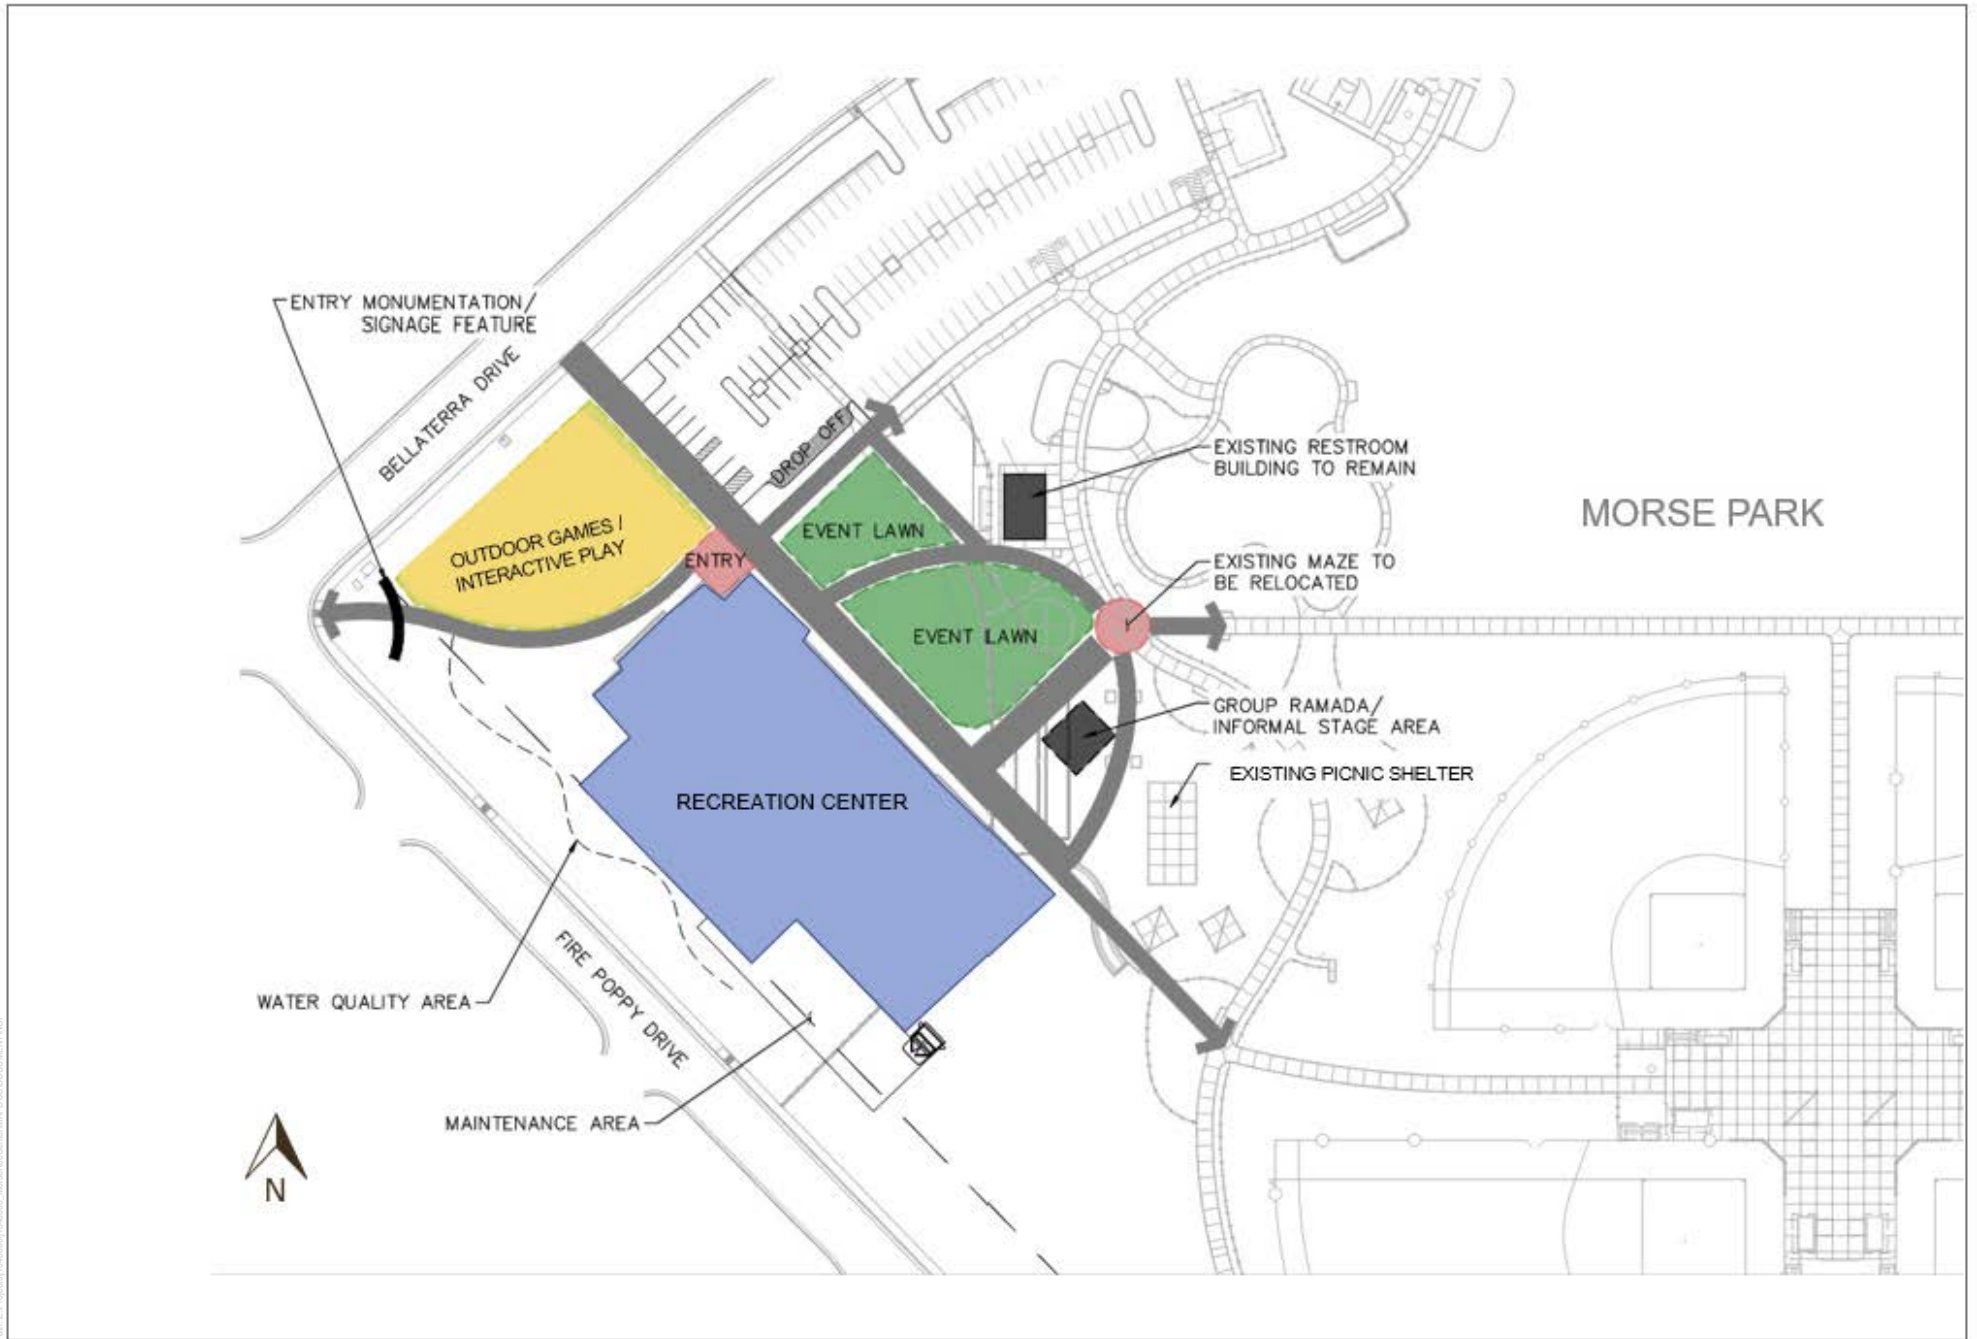 ENTRY MONUMENTATION/
SIGNAGE FEATURE
BELLATERRA DRIVE
DROP OFF
OUTDOOR GAMES /
INTERACTIVE PLAY
ENTRY
EVENT LAWN
EVENT LAWN
EXISTING RESTROOM
BUILDING TO REMAIN
MORSE PARK
EXISTING MAZE TO
BE RELOCATED
GROUP RAMADA/
INFORMAL STAGE AREA
EXISTING PICNIC SHELTER
RECREATION CENTER
WATER QUALITY AREA
FIRE POPPY DRIVE
MAINTENANCE AREA
N